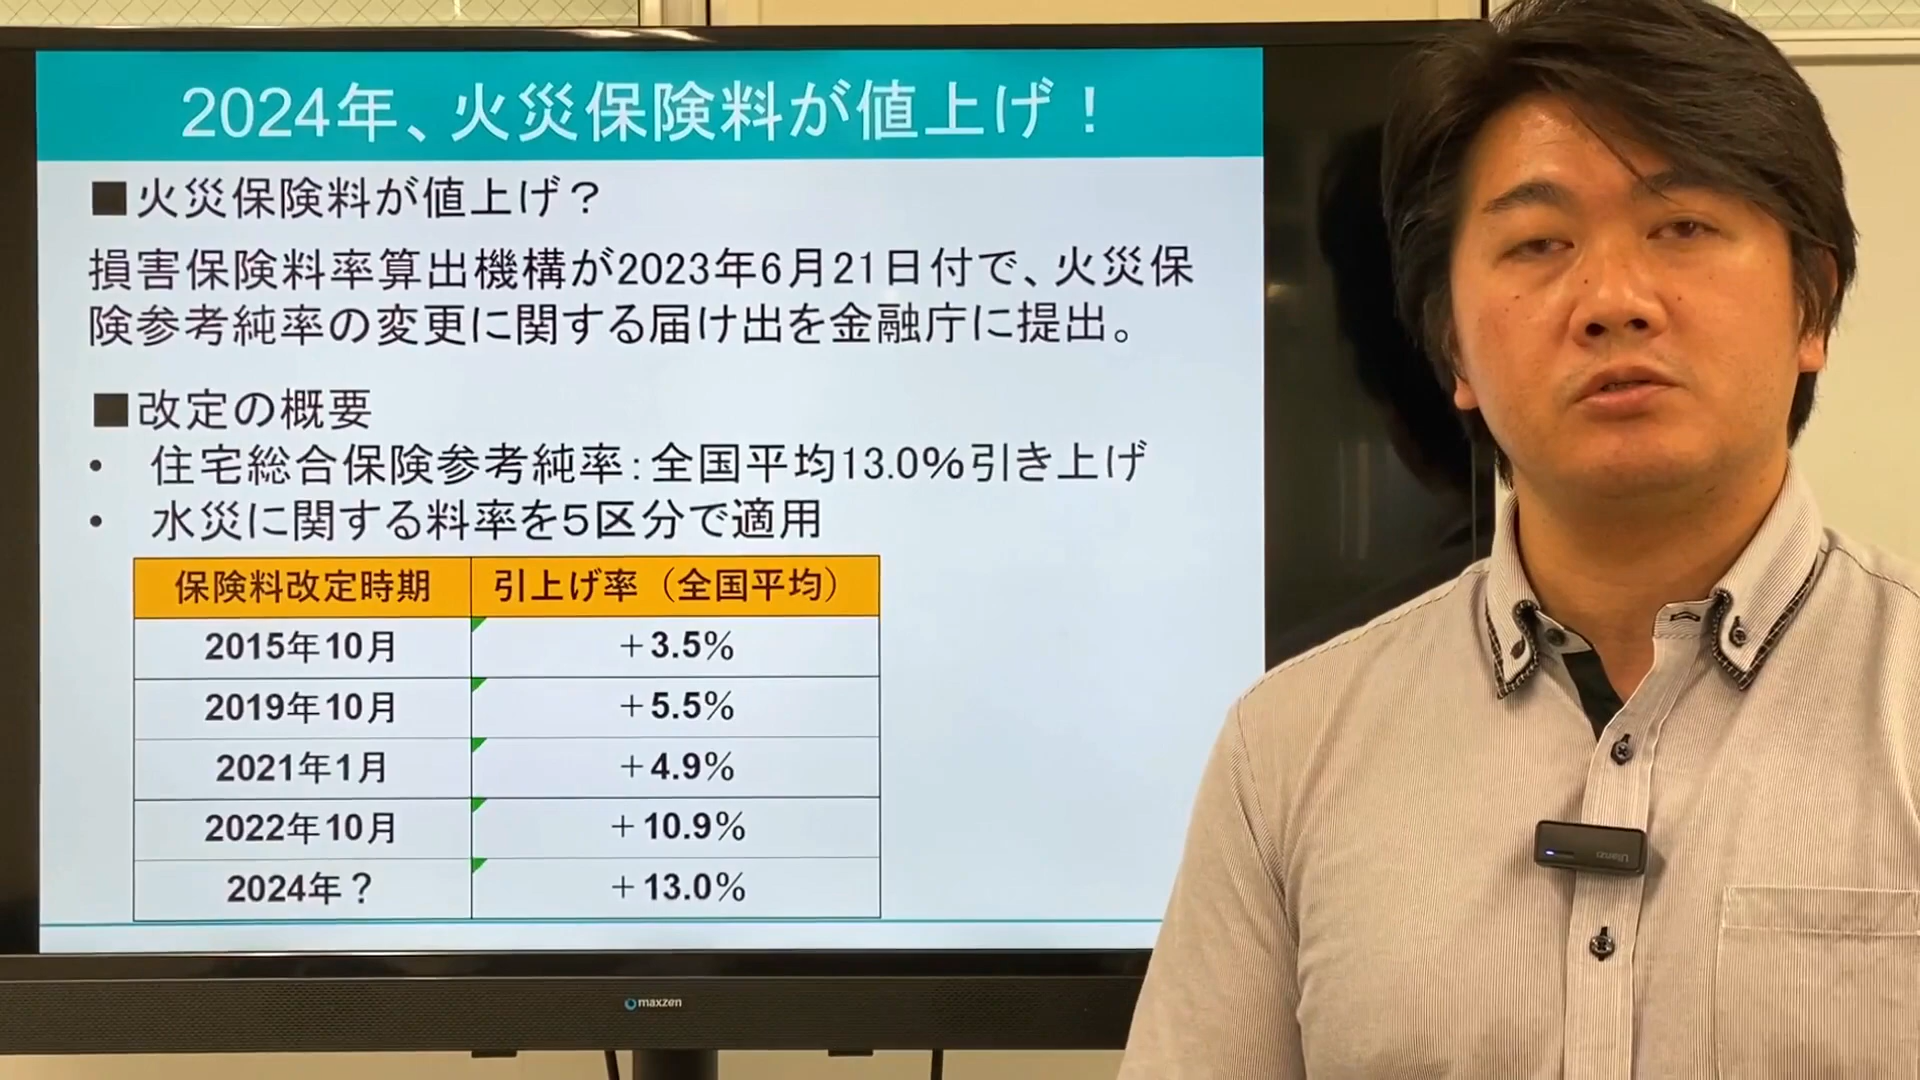 2024年、火災保険料が値上げ！
■火災保険料が値上げ？
損害保険料率算出機構が2023年6月21日付で、火災保
険参考純率の変更に関する届け出を金融庁に提出。
■改定の概要
• 住宅総合保険参考純率：全国平均13.0％引き上げ
• 水災に関する料率を５区分で適用
保険料改定時期 引上げ率（全国平均）
2015年10月 ＋3.5％
2019年10月 ＋5.5％
2021年1月 ＋4.9％
2022年10月 ＋10.9％
2024年？ ＋13.0％
maxzen
Ulanzi